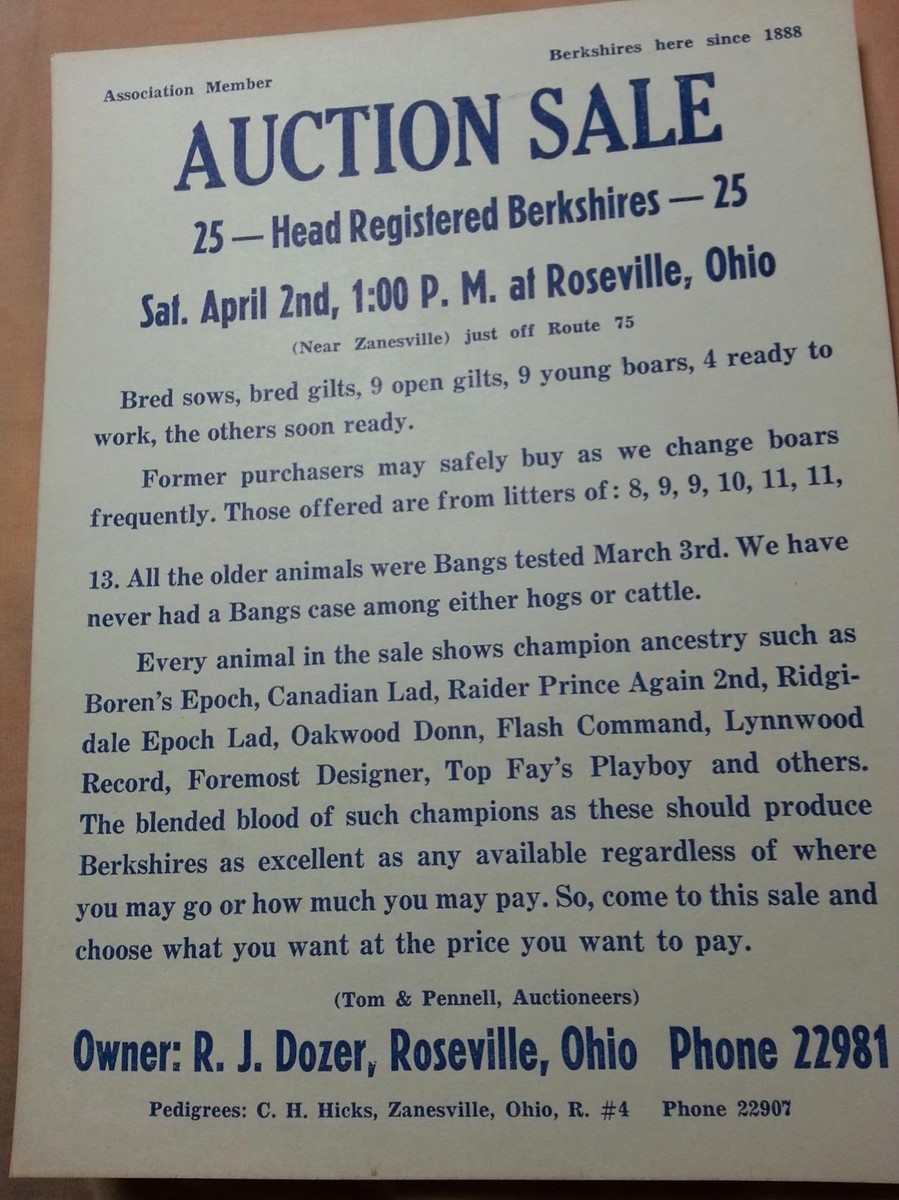 Association Member
Berkshires here since 1888
AUCTION SALE
25 — Head Registered Berkshires — 25
Sat. April 2nd, 1:00 P. M. at Roseville, Ohio
(Near Zanesville) just off Route 75
Bred sows, bred gilts, 9 open gilts, 9 young boars, 4 ready to
work, the others soon ready.
Former purchasers may safely buy as we change boars
frequently. Those offered are from litters of: 8, 9, 9, 10, 11, 11,
13. All the older animals were Bangs tested March 3rd. We have
never had a Bangs case among either hogs or cattle.
Every animal in the sale shows champion ancestry such as
Boren's Epoch, Canadian Lad, Raider Prince Again 2nd, Ridgi-
dale Epoch Lad, Oakwood Donn, Flash Command, Lynnwood
Record, Foremost Designer, Top Fay's Playboy and others.
The blended blood of such champions as these should produce
Berkshires as excellent as any available regardless of where
you may go or how much you may pay. So, come to this sale and
choose what you want at the price you want to pay.
(Tom & Pennell, Auctioneers)
Owner: R. J. Dozer, Roseville, Ohio Phone 22981
Pedigrees: C. H. Hicks, Zanesville, Ohio, R. #4 Phone 22907